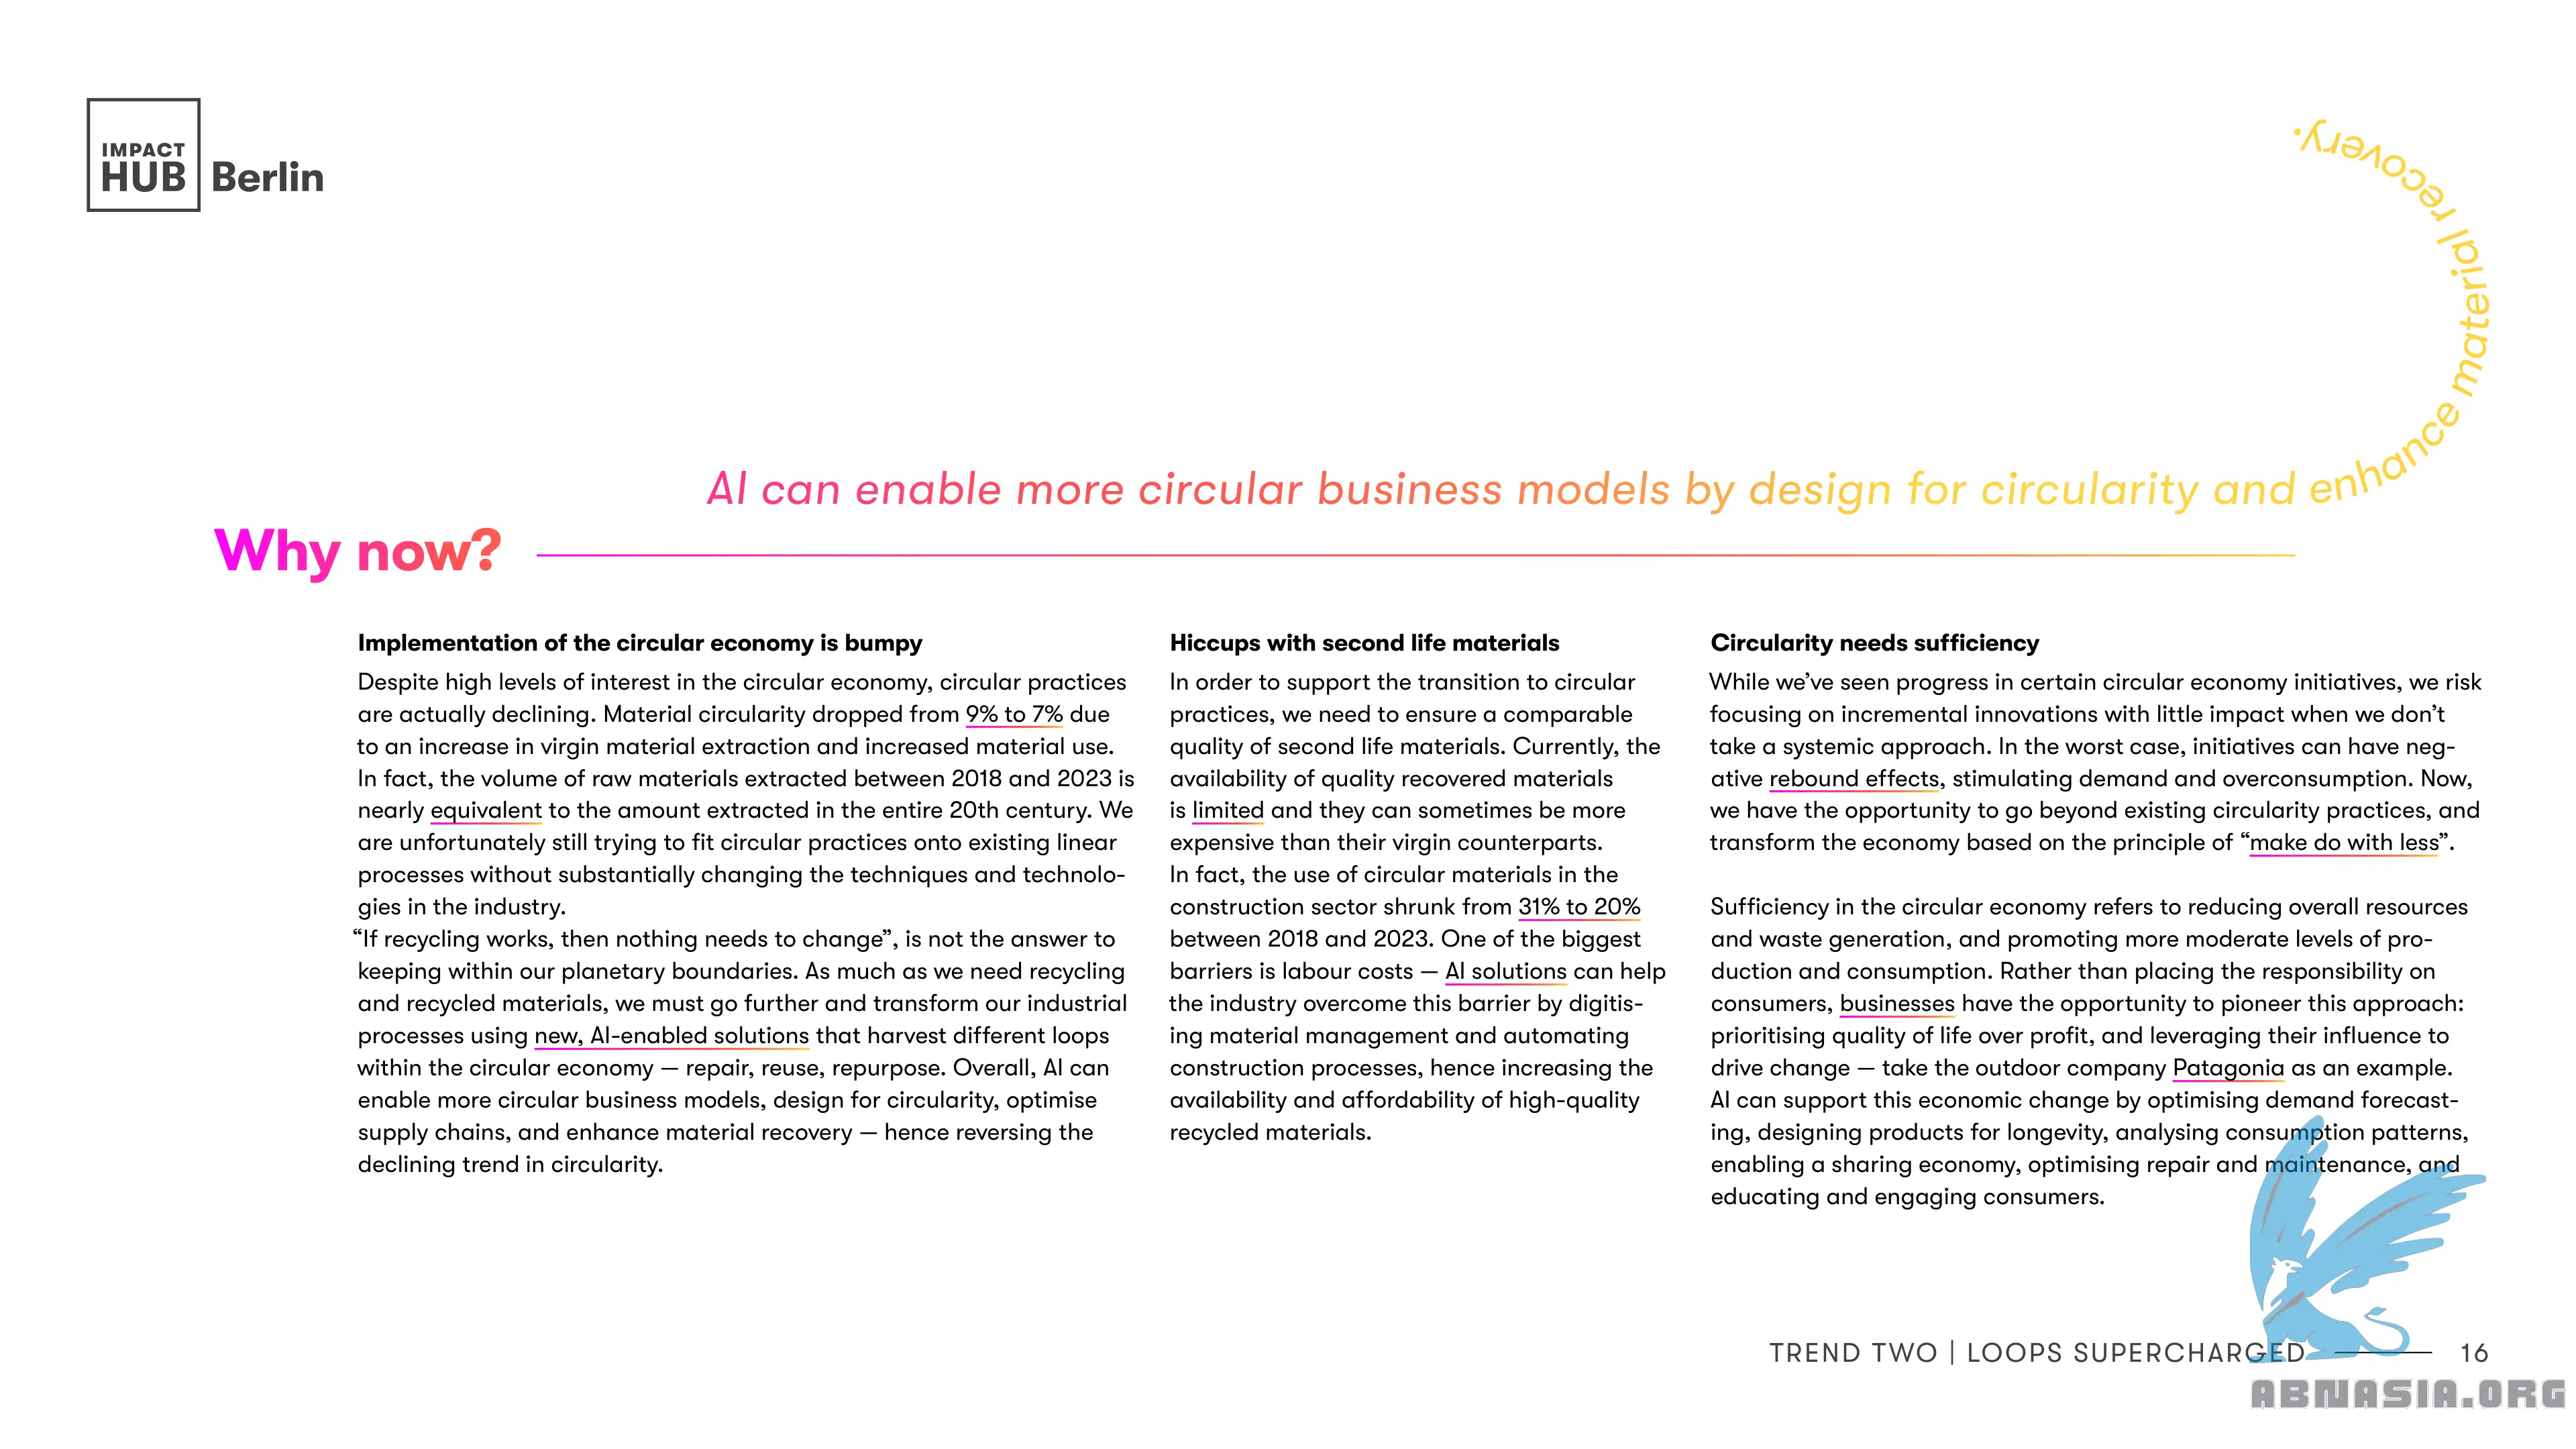 IMPACT
HUB Berlin
AI can enable more circular business models by design for circularity and enhance material recovery.
Why now?
Implementation of the circular economy is bumpy
Despite high levels of interest in the circular economy, circular practices
are actually declining. Material circularity dropped from 9% to 7% due
to an increase in virgin material extraction and increased material use.
In fact, the volume of raw materials extracted between 2018 and 2023 is
nearly equivalent to the amount extracted in the entire 20th century. We
are unfortunately still trying to fit circular practices onto existing linear
processes without substantially changing the techniques and technolo-
gies in the industry.
“If recycling works, then nothing needs to change”, is not the answer to
keeping within our planetary boundaries. As much as we need recycling
and recycled materials, we must go further and transform our industrial
processes using new, AI-enabled solutions that harvest different loops
within the circular economy — repair, reuse, repurpose. Overall, AI can
enable more circular business models, design for circularity, optimise
supply chains, and enhance material recovery — hence reversing the
declining trend in circularity.
Hiccups with second life materials
In order to support the transition to circular
practices, we need to ensure a comparable
quality of second life materials. Currently, the
availability of quality recovered materials
is limited and they can sometimes be more
expensive than their virgin counterparts.
In fact, the use of circular materials in the
construction sector shrunk from 31% to 20%
between 2018 and 2023. One of the biggest
barriers is labour costs — AI solutions can help
the industry overcome this barrier by digitis-
ing material management and automating
construction processes, hence increasing the
availability and affordability of high-quality
recycled materials.
Circularity needs sufficiency
While we’ve seen progress in certain circular economy initiatives, we risk
focusing on incremental innovations with little impact when we don’t
take a systemic approach. In the worst case, initiatives can have neg-
ative rebound effects, stimulating demand and overconsumption. Now,
we have the opportunity to go beyond existing circularity practices, and
transform the economy based on the principle of “make do with less”.
Sufficiency in the circular economy refers to reducing overall resources
and waste generation, and promoting more moderate levels of pro-
duction and consumption. Rather than placing the responsibility on
consumers, businesses have the opportunity to pioneer this approach:
prioritising quality of life over profit, and leveraging their influence to
drive change — take the outdoor company Patagonia as an example.
AI can support this economic change by optimising demand forecast-
ing, designing products for longevity, analysing consumption patterns,
enabling a sharing economy, optimising repair and maintenance, and
educating and engaging consumers.
TREND TWO | LOOPS SUPERCHARGED 16
ABNASIA.ORG